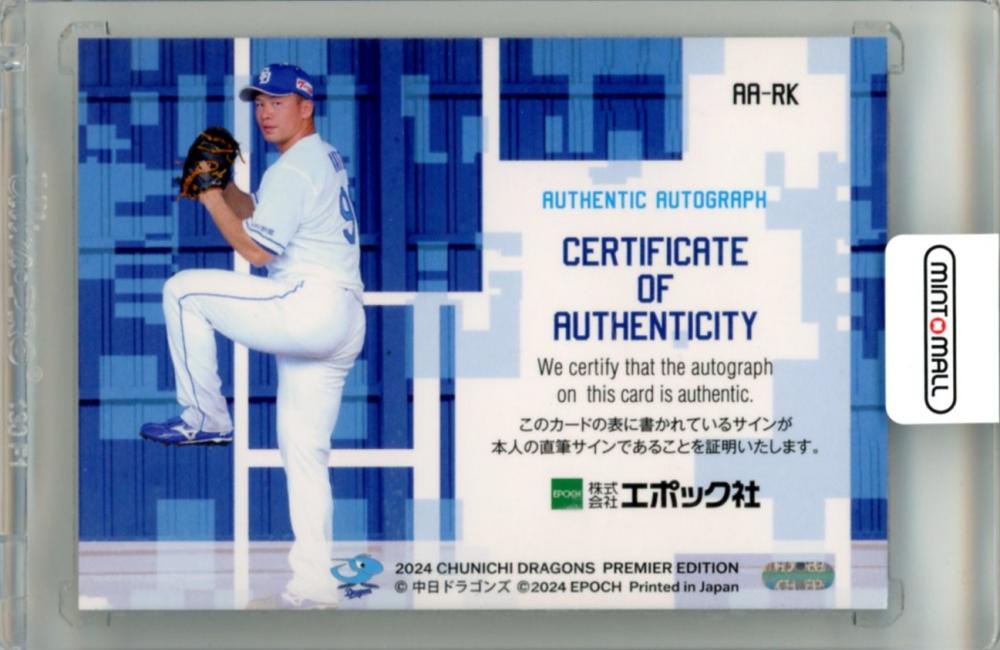 AA-RK
AUTHENTIC AUTOGRAPH
CERTIFICATE
OF
AUTHENTICITY
We certify that the autograph
on this card is authentic.
このカードの表に書かれているサインが
本人の直筆サインであることを証明いたします。
EPOCH 株式会社 エポック社
Dragons
2024 CHUNICHI DRAGONS PREMIER EDITION
© 中日ドラゴンズ ©2024 EPOCH Printed in Japan
MINT MALL